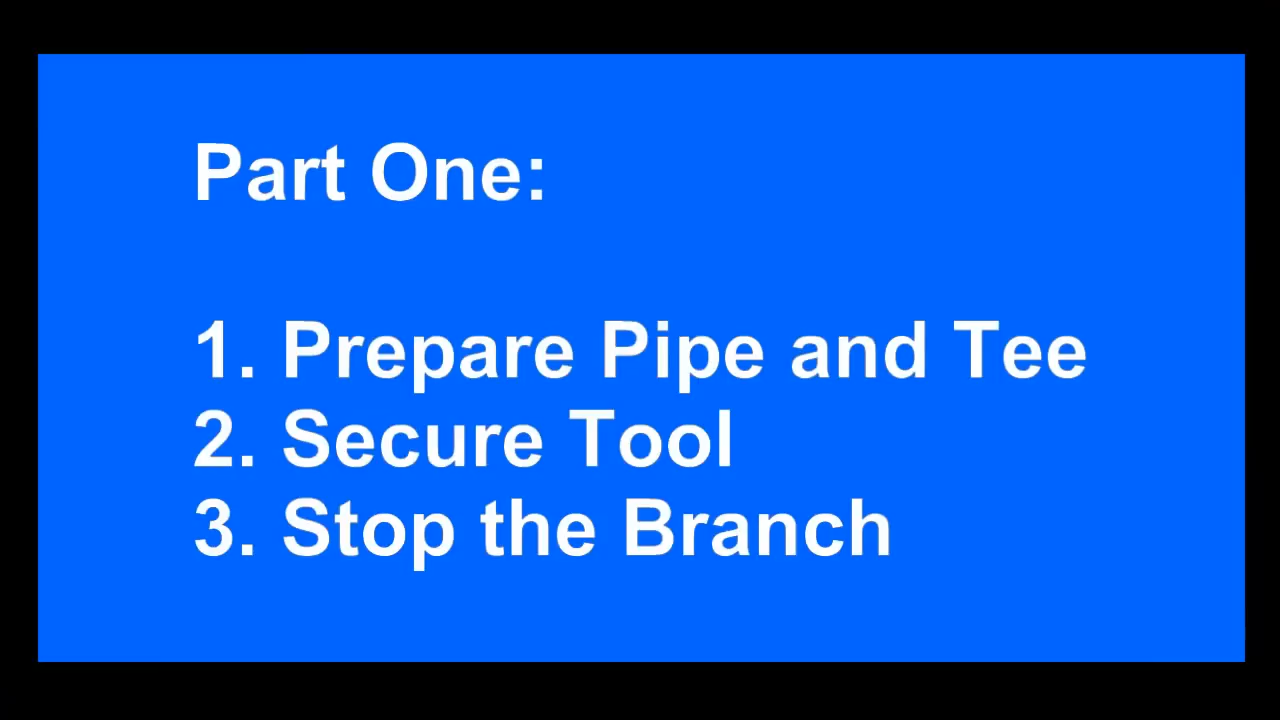 Part One:
1. Prepare Pipe and Tee
2. Secure Tool
3. Stop the Branch